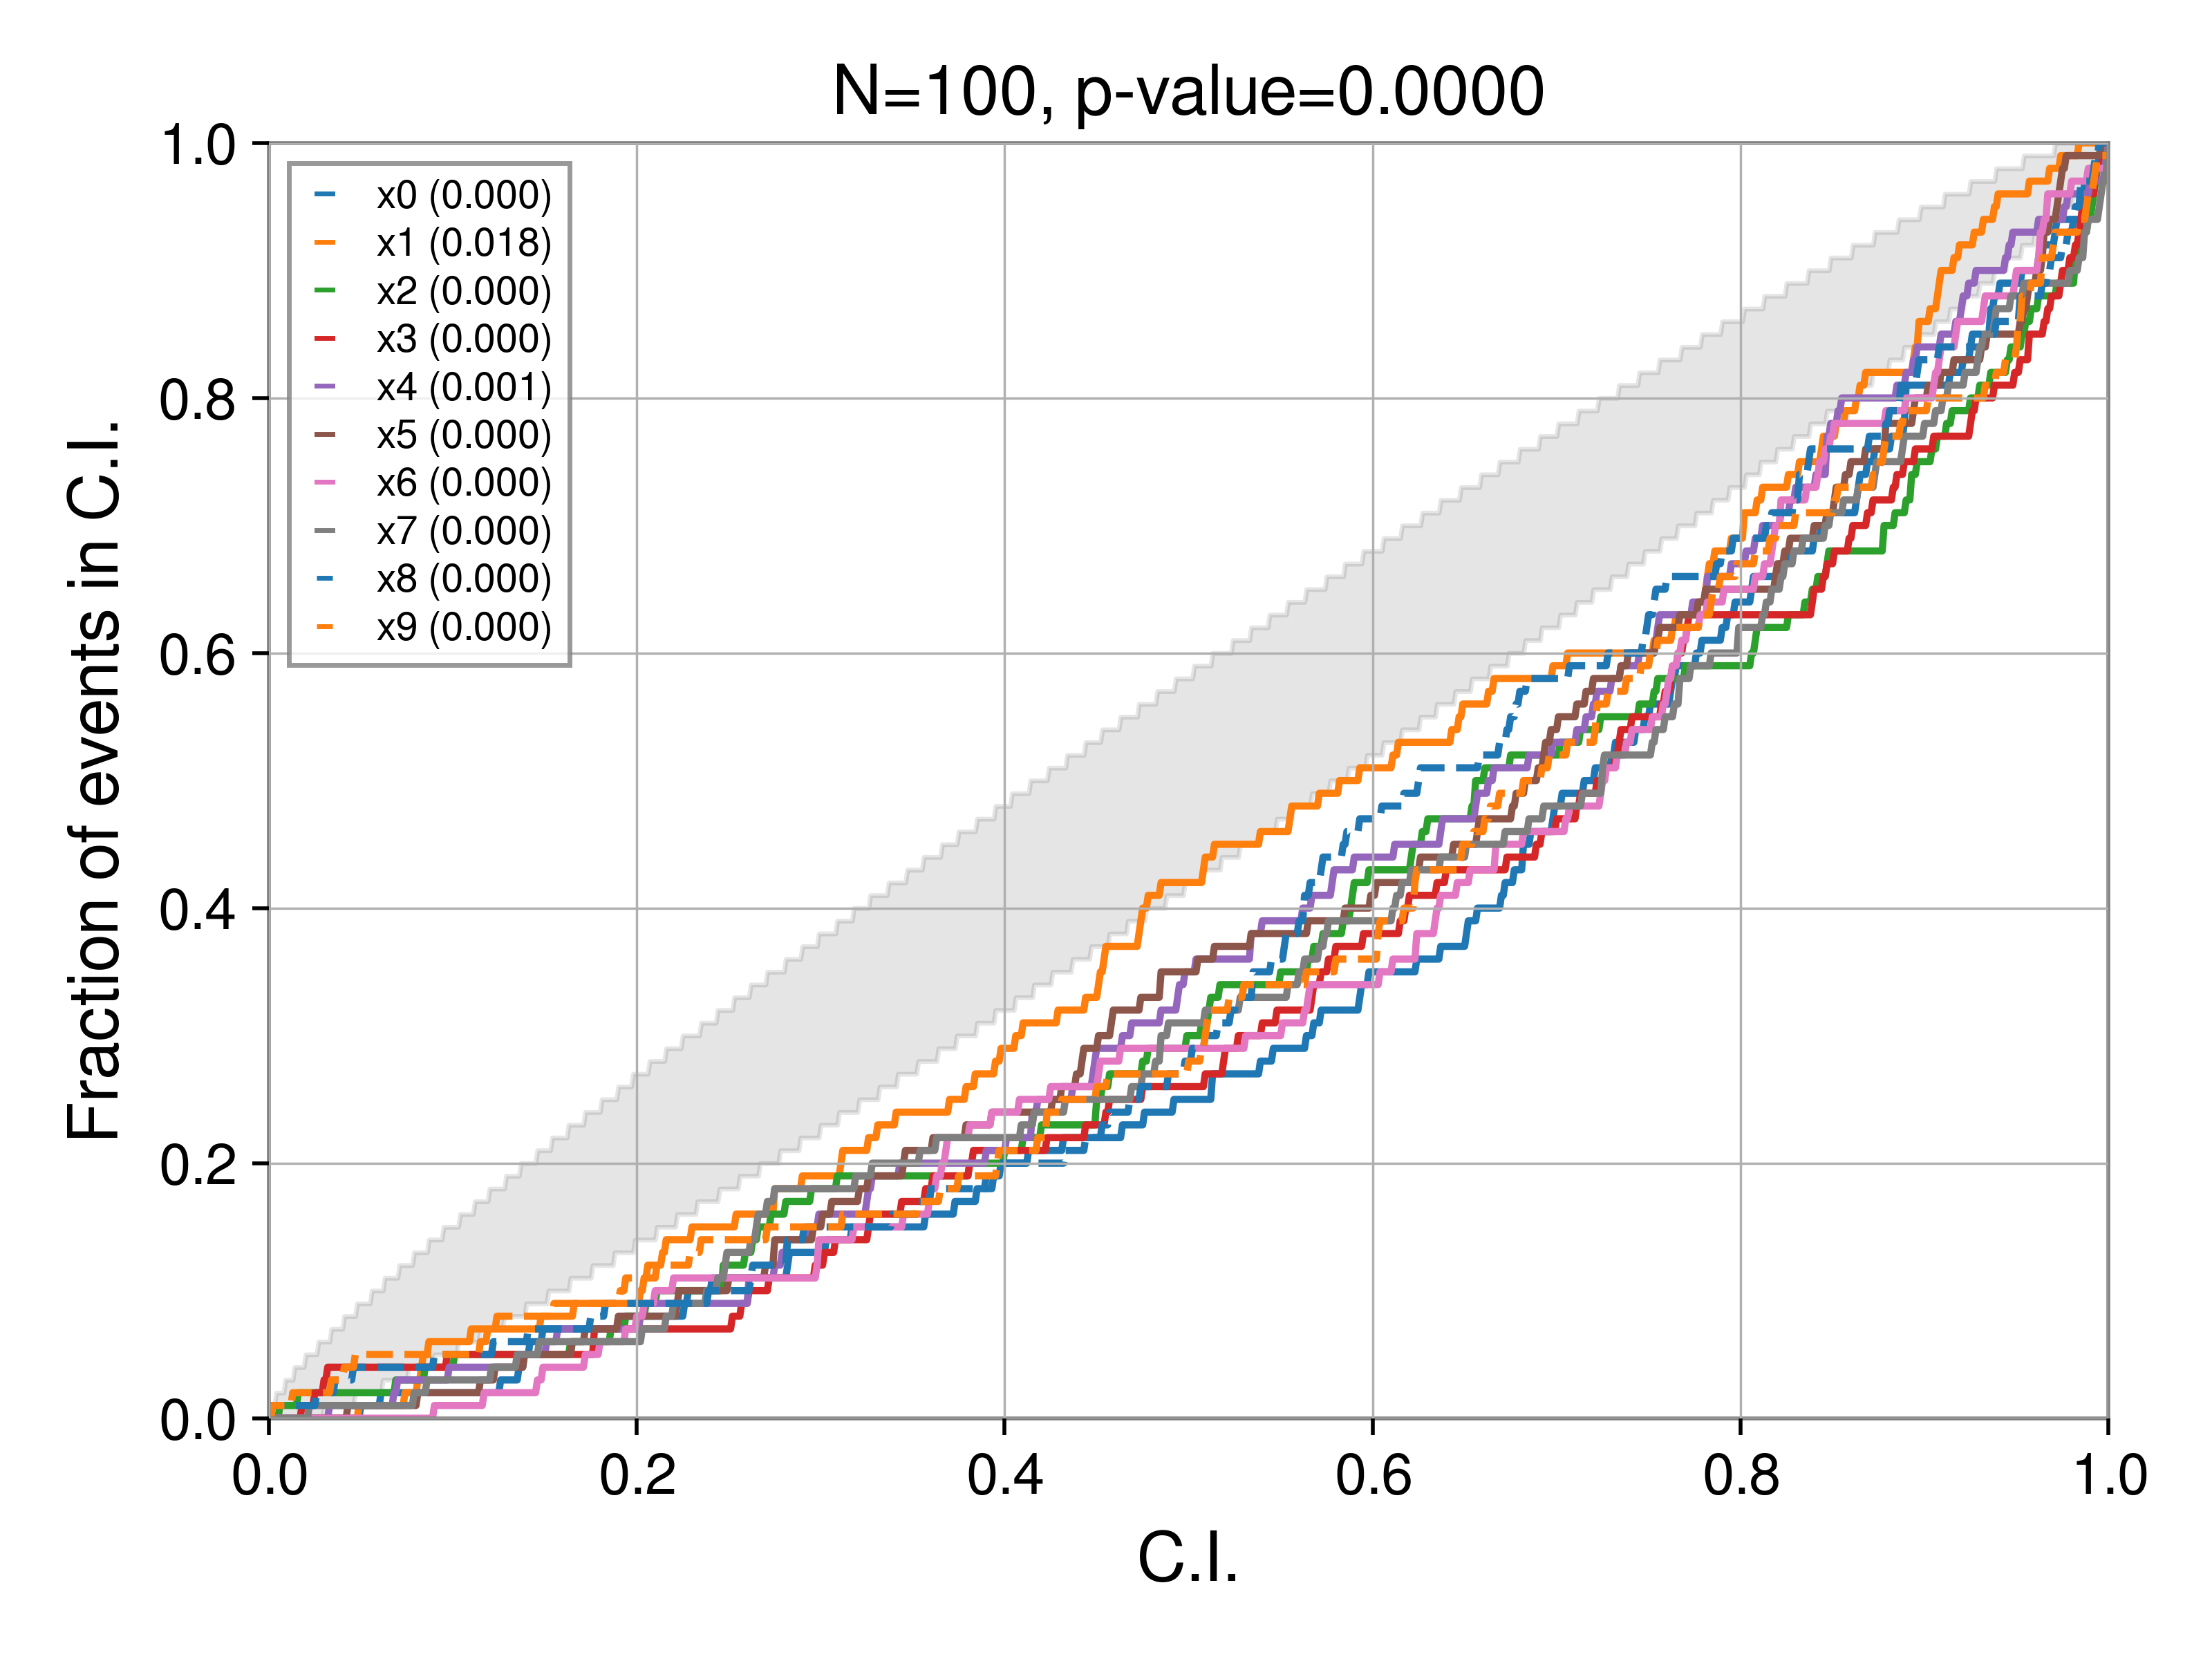 N=100, p-value=0.0000
1.0
0.8
0.6
0.4
0.2
0.0
Fraction of events in C.I.
x0 (0.000)
x1 (0.018)
x2 (0.000)
x3 (0.000)
x4 (0.001)
x5 (0.000)
x6 (0.000)
x7 (0.000)
x8 (0.000)
x9 (0.000)
0.0 0.2 0.4 0.6 0.8 1.0
C.I.